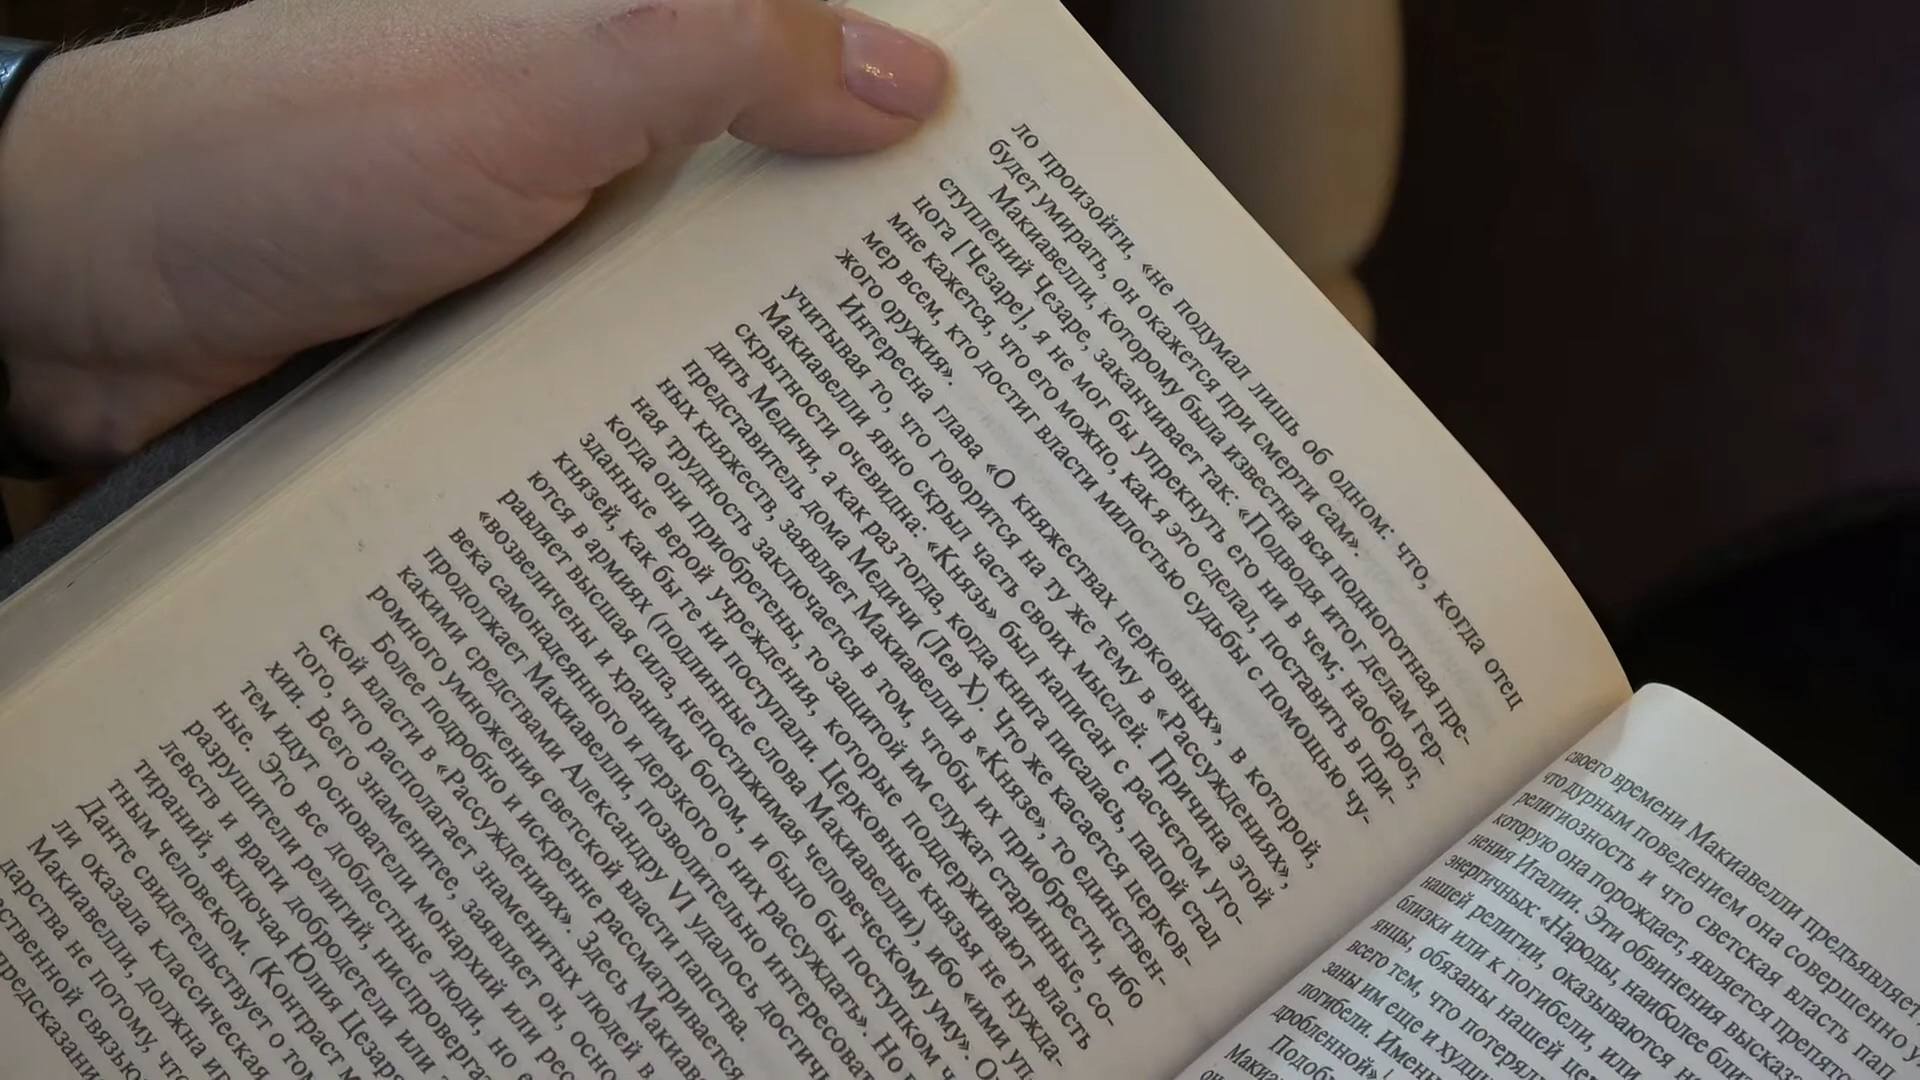 ло произойти, «не подумал лишь об одном: что, когда отец
будет умирать, он окажется при смерти сам».
Макиавелли, которому была известна вся подноготная пре-
ступлений Чезаре, заканчивает так: «Подводя итог делам гер-
цога [Чезаре], я не мог бы упрекнуть его ни в чем; наоборот,
мне кажется, что его можно, как я это сделал, поставить в при-
мер всем, кто достиг власти милостью судьбы с помощью чу-
жого оружия».
Интересна глава «О княжествах церковных», в которой,
учитывая то, что говорится на ту же тему в «Рассуждениях»,
Макиавелли явно скрыл часть своих мыслей. Причина этой
скрытности очевидна: «Князь» был написан с расчетом уго-
дить Медичи, а как раз тогда, когда книга писалась, папой стал
представитель дома Медичи (Лев X). Что же касается церков-
ных княжеств, заявляет Макиавелли в «Князе», то единствен-
ная трудность заключается в том, чтобы их приобрести, ибо
когда они приобретены, то защитой им служат старинные, со-
зданные верой учреждения, которые поддерживают власть
князей, как бы те ни поступали. Церковные князья не нужда-
ются в армиях (подлинные слова Макиавелли), ибо «ими уп-
равляет высшая сила, непостижимая человеческому уму».
«возвеличены и хранимы богом, и было бы поступком
века самонадеянного и дерзкого о них рассуждать». Но
продолжает Макиавелли, позволительно интересоват
какими средствами Александру VI удалось достичь
ромного умножения светской власти папства.
Более подробно и искренне рассматривается
ской власти в «Рассуждениях». Здесь Макиав
того, что располагает знаменитых людей в
хии. Всего знаменитее, заявляет он, осно
тем идут основатели монархий или рес
ные. Это все доблестные люди, но
разрушители религий, ниспроверга
левств и враги добродетели или
тираний, включая Юлия Цезаря
тным человеком. (Контраст
Данте свидетельствует о том
ли оказала классическая
Макиавелли, должна иг
дарства не потому, что
ственной связью
предсказани
своего времени Макиавелли предъявляет
что дурным поведением она совершенно
религиозность и что светская власть пап
которую она порождает, является препятс
нения Италии. Эти обвинения высказа
энергичных: «Народы, наиболее близ
нашей религии, оказываются
близки или к погибели, или
янцы, обязаны нашей це
всего тем, что потерял
заны им еще и худш
погибели. Имен
дробленной»
Подоб
Макиа